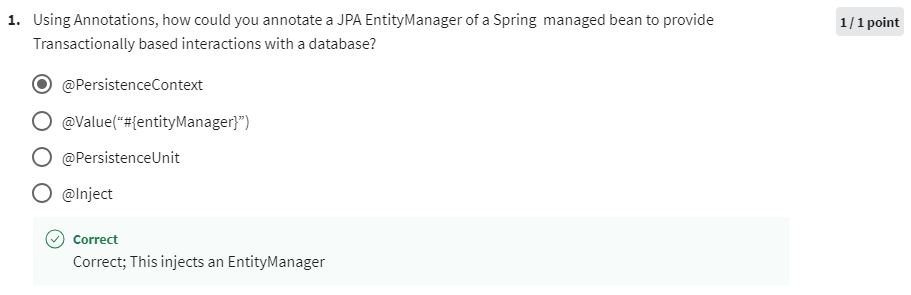 1. Using Annotations, how could you annotate a JPA EntityManager of a Spring managed bean to provide
1 / 1 point
Transactionally based interactions with a database?
@PersistenceContext
@Value(“#{entityManager}”)
@PersistenceUnit
@Inject
Correct
Correct; This injects an EntityManager